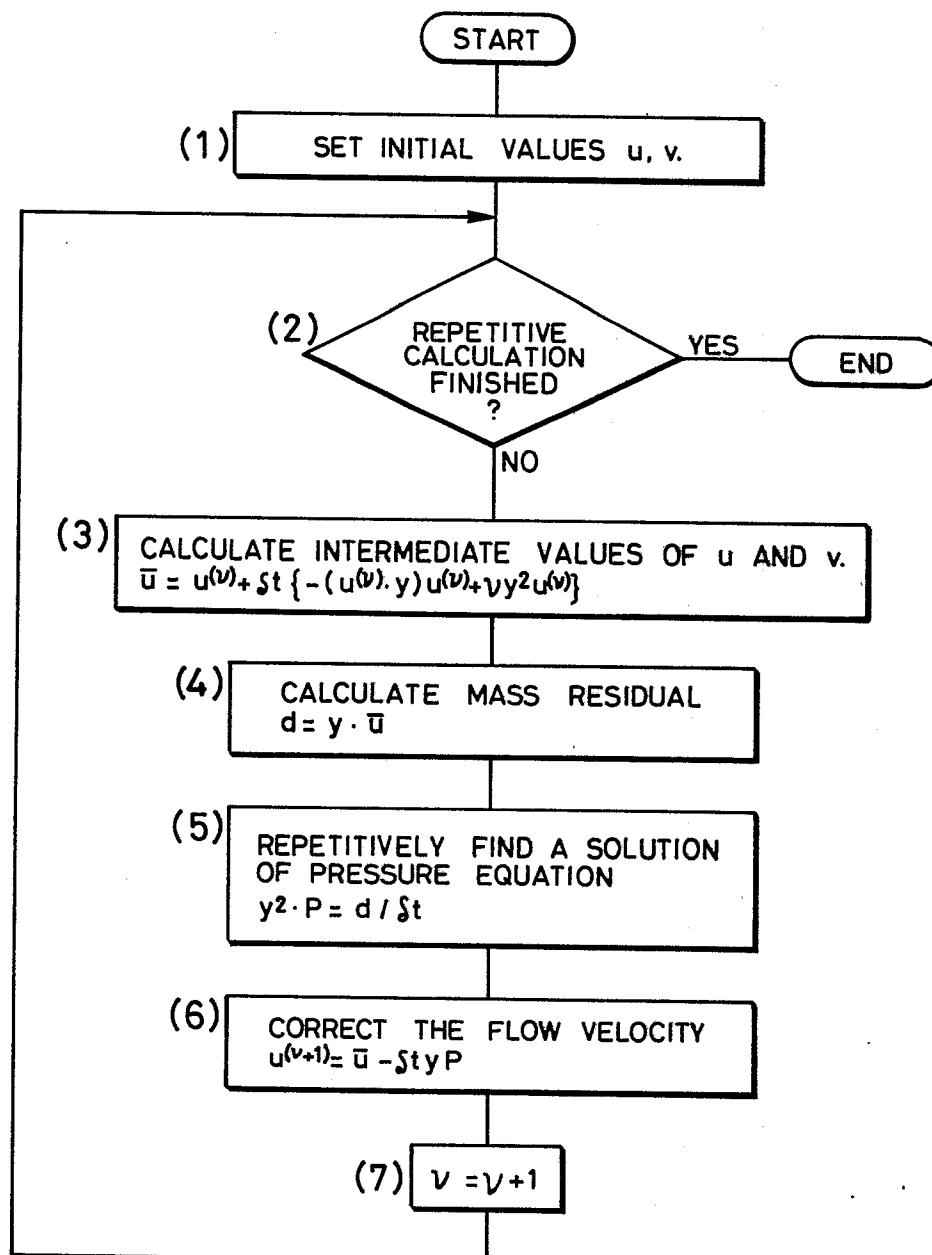 START
(1)
SET INITIAL VALUES u, v.
(2)
REPETITIVE
CALCULATION
FINISHED
?
YES
END
NO
(3)
CALCULATE INTERMEDIATE VALUES OF u AND v.
ū = u^(ν) + δt {-(u^(ν) · y) u^(ν) + νy²u^(ν)}
(4)
CALCULATE MASS RESIDUAL
d = y · ū
(5)
REPETITIVELY FIND A SOLUTION
OF PRESSURE EQUATION
y² · P = d / δt
(6)
CORRECT THE FLOW VELOCITY
u^(ν+1) = ū - δt y P
(7)
ν = ν+1